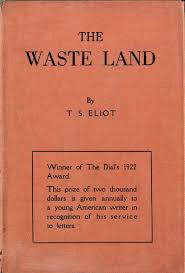 THE
WASTE LAND
By
T S. ELIOT
Winner of The Dial's 1922
Award.
This prize of two thousand
dollars is given annually to
a young American writer in
recognition of his service
to letters.